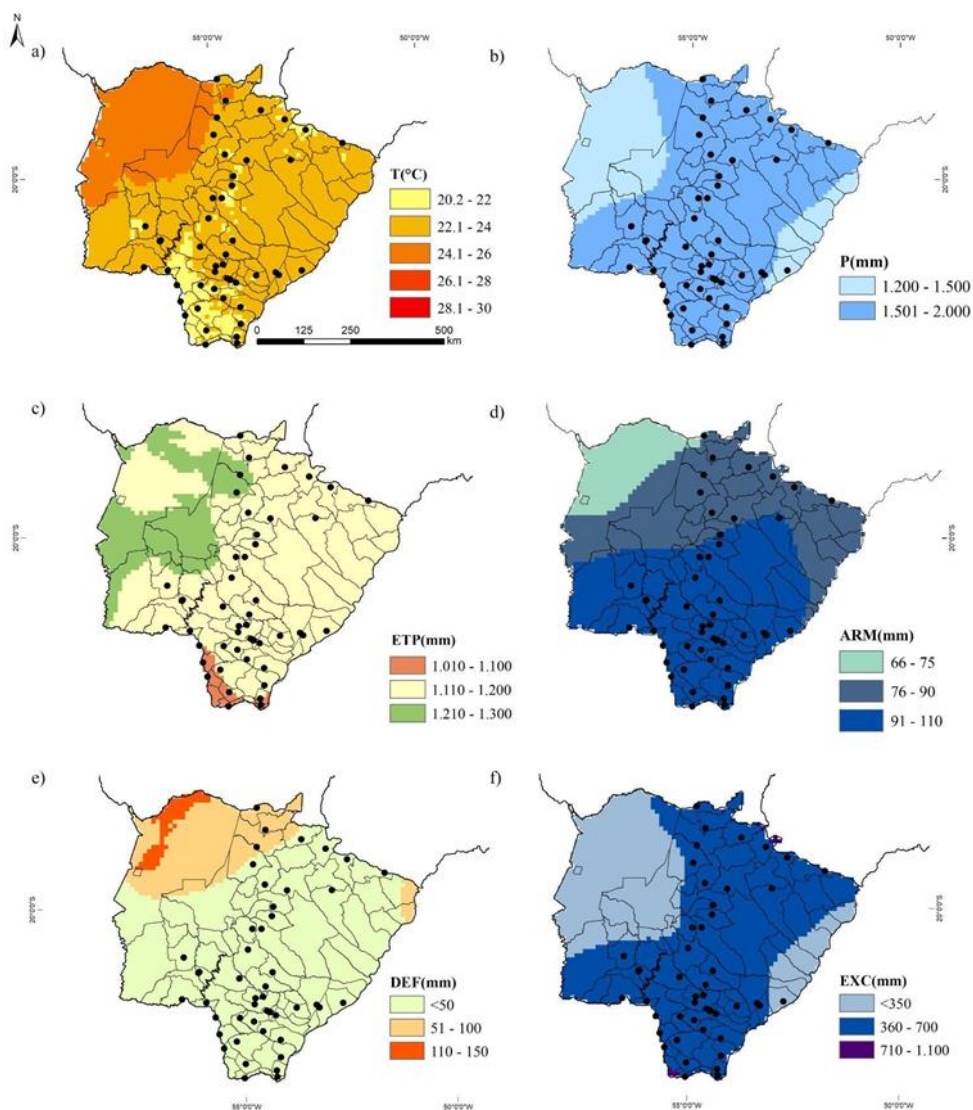 N
55°0'0"W
50°0'0"W
a)
b)
20°0'0"S
20°0'0"S
T(°C)
20.2 - 22
22.1 - 24
24.1 - 26
26.1 - 28
28.1 - 30
0 125 250 500
km
P(mm)
1.200 - 1.500
1.501 - 2.000
55°0'0"W
50°0'0"W
c)
d)
20°0'0"S
20°0'0"S
ETP(mm)
1.010 - 1.100
1.110 - 1.200
1.210 - 1.300
ARM(mm)
66 - 75
76 - 90
91 - 110
e)
f)
20°0'0"S
20°0'0"S
DEF(mm)
<50
51 - 100
110 - 150
EXC(mm)
<350
360 - 700
710 - 1.100
55°0'0"W
50°0'0"W
55°0'0"W
50°0'0"W